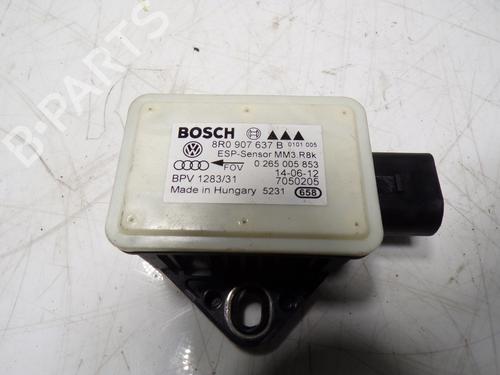 BOSCH
8R0 907 637 B 0101 005
ESP-Sensor MM3.R8k
FOV 0 265 005 853
BPV 1283/31 14-06-12
7050205
Made in Hungary 5231 658
B-PARTS